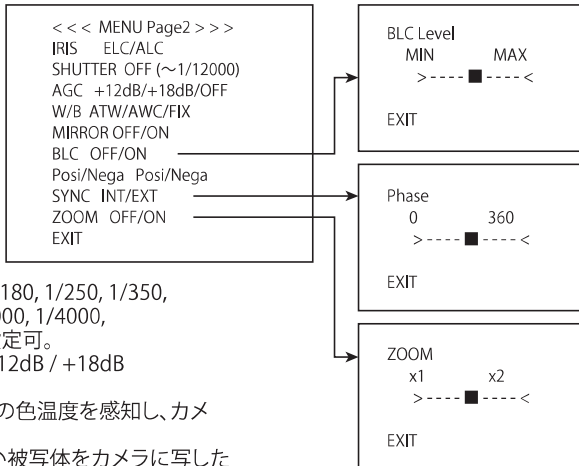 < < < MENU Page2 > > >
IRIS ELC/ALC
SHUTTER OFF (～1/12000)
AGC +12dB/+18dB/OFF
W/B ATW/AWC/FIX
MIRROR OFF/ON
BLC OFF/ON
Posi/Nega Posi/Nega
SYNC INT/EXT
ZOOM OFF/ON
EXIT
BLC Level
MIN MAX
>----■----<
EXIT
Phase
0 360
>----■----<
EXIT
ZOOM
x1 x2
>----■----<
EXIT
180, 1/250, 1/350,
00, 1/4000,
定可。
12dB / +18dB
の色温度を感知し、カメ
い被写体をカメラに写した